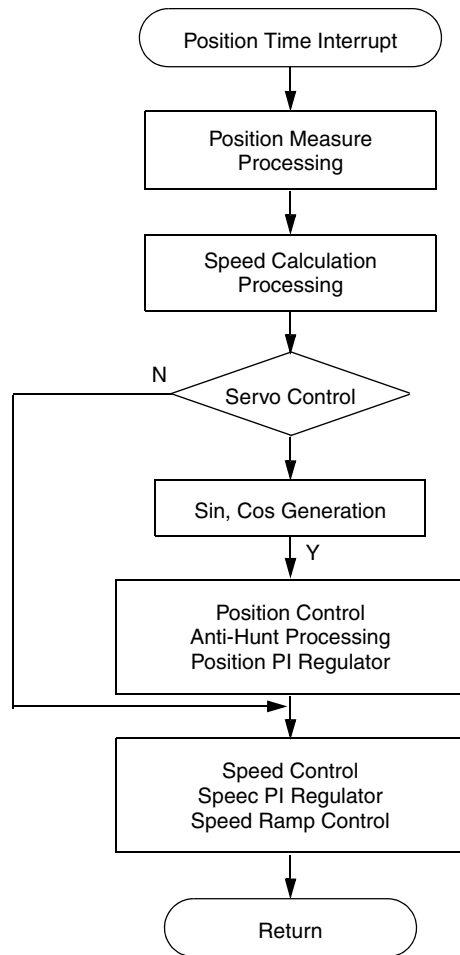 Position Time Interrupt
Position Measure
Processing
Speed Calculation
Processing
N
Servo Control
Sin, Cos Generation
Y
Position Control
Anti-Hunt Processing
Position PI Regulator
Speed Control
Speec PI Regulator
Speed Ramp Control
Return